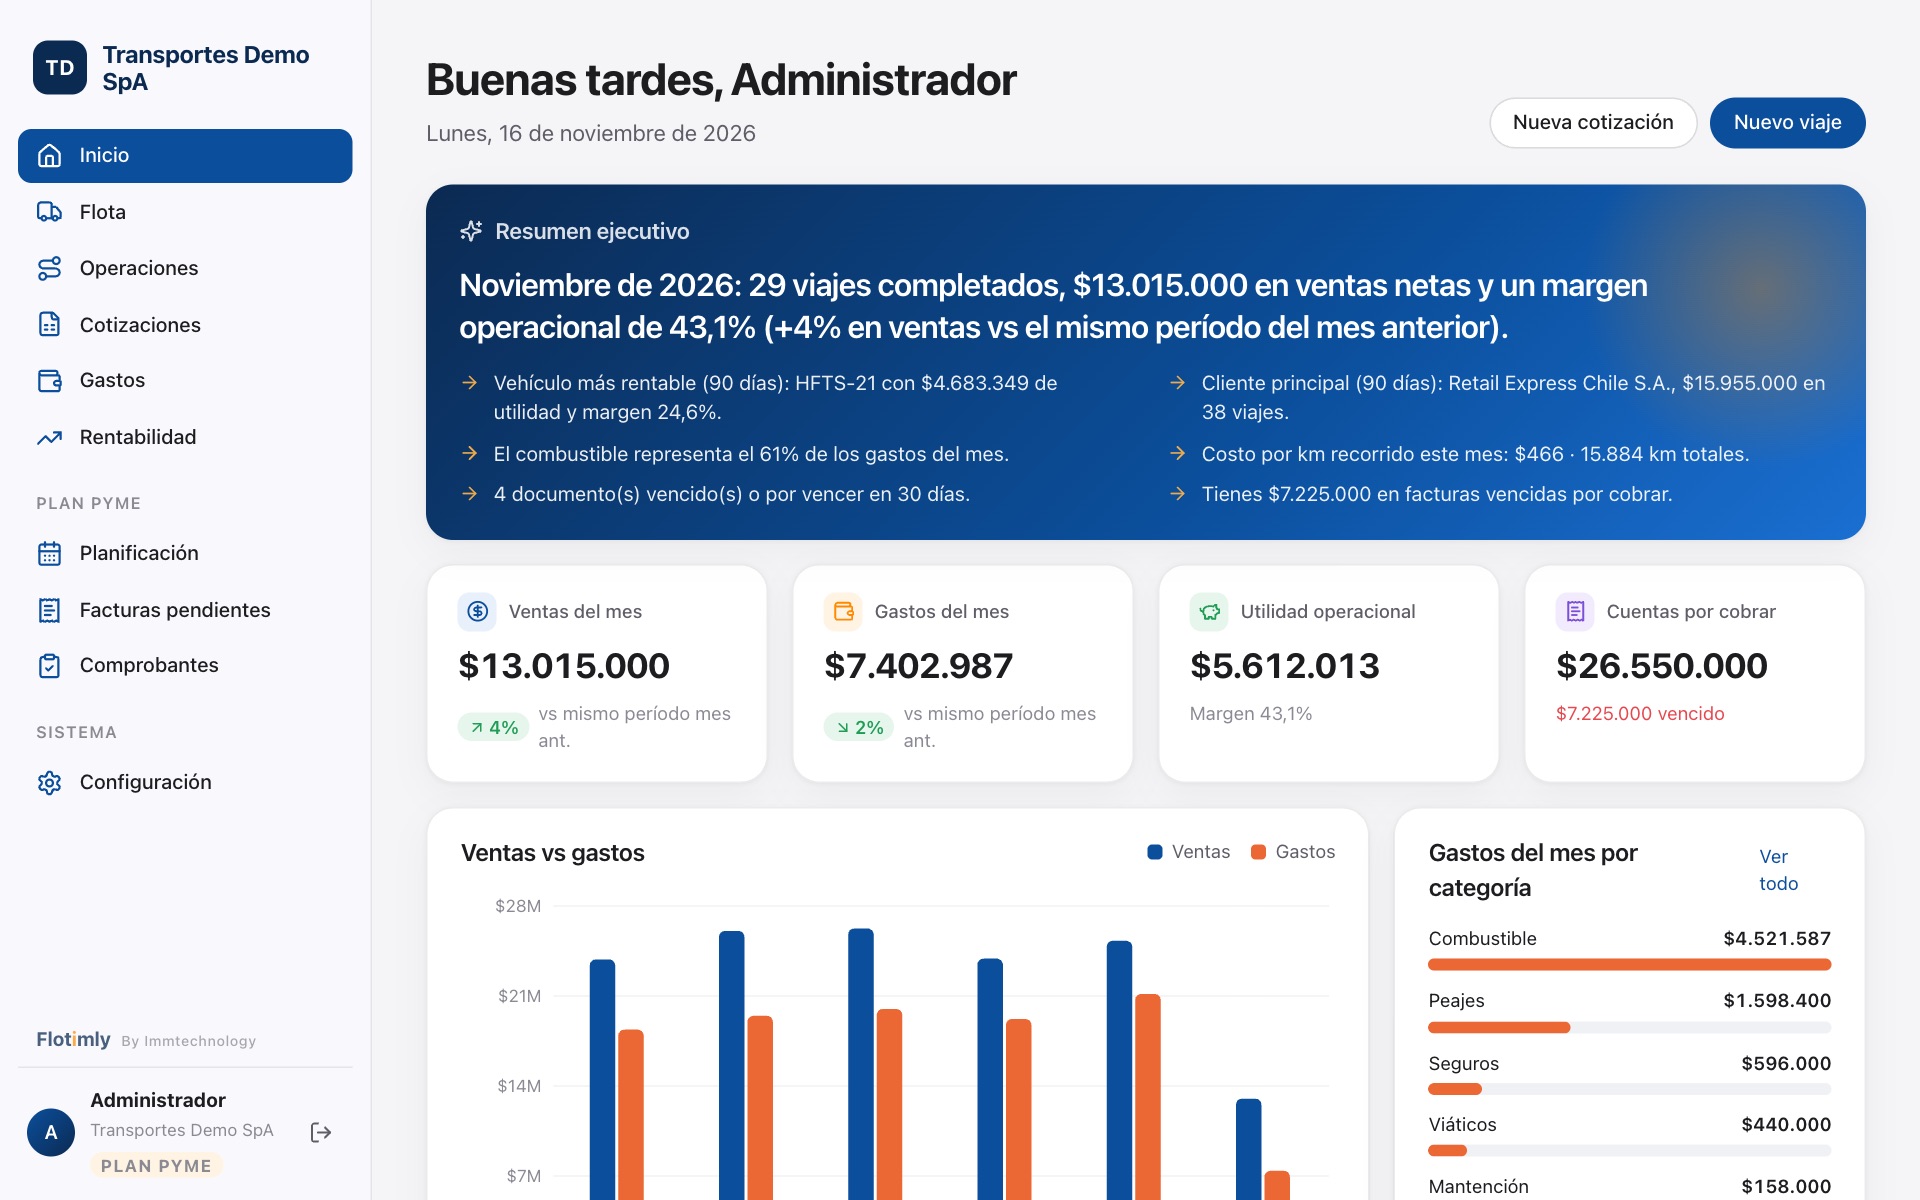 TD
Transportes Demo
SpA
Inicio
Flota
Operaciones
Cotizaciones
Gastos
Rentabilidad
PLAN PYME
Planificación
Facturas pendientes
Comprobantes
SISTEMA
Configuración
Flotimly By Immtechnology
Administrador
A
Transportes Demo SpA
PLAN PYME
Buenas tardes, Administrador
Lunes, 16 de noviembre de 2026
Nueva cotización
Nuevo viaje
Resumen ejecutivo
Noviembre de 2026: 29 viajes completados, $13.015.000 en ventas netas y un margen
operacional de 43,1% (+4% en ventas vs el mismo período del mes anterior).
Vehículo más rentable (90 días): HFTS-21 con $4.683.349 de
utilidad y margen 24,6%.
Cliente principal (90 días): Retail Express Chile S.A., $15.955.000 en
38 viajes.
El combustible representa el 61% de los gastos del mes.
Costo por km recorrido este mes: $466 · 15.884 km totales.
4 documento(s) vencido(s) o por vencer en 30 días.
Tienes $7.225.000 en facturas vencidas por cobrar.
Ventas del mes
$13.015.000
4%
vs mismo período mes
ant.
Gastos del mes
$7.402.987
2%
vs mismo período mes
ant.
Utilidad operacional
$5.612.013
Margen 43,1%
Cuentas por cobrar
$26.550.000
$7.225.000 vencido
Ventas vs gastos
Ventas
Gastos
$28M
$21M
$14M
$7M
Gastos del mes por
categoría
Ver
todo
Combustible $4.521.587
Peajes $1.598.400
Seguros $596.000
Viáticos $440.000
Mantención $158.000